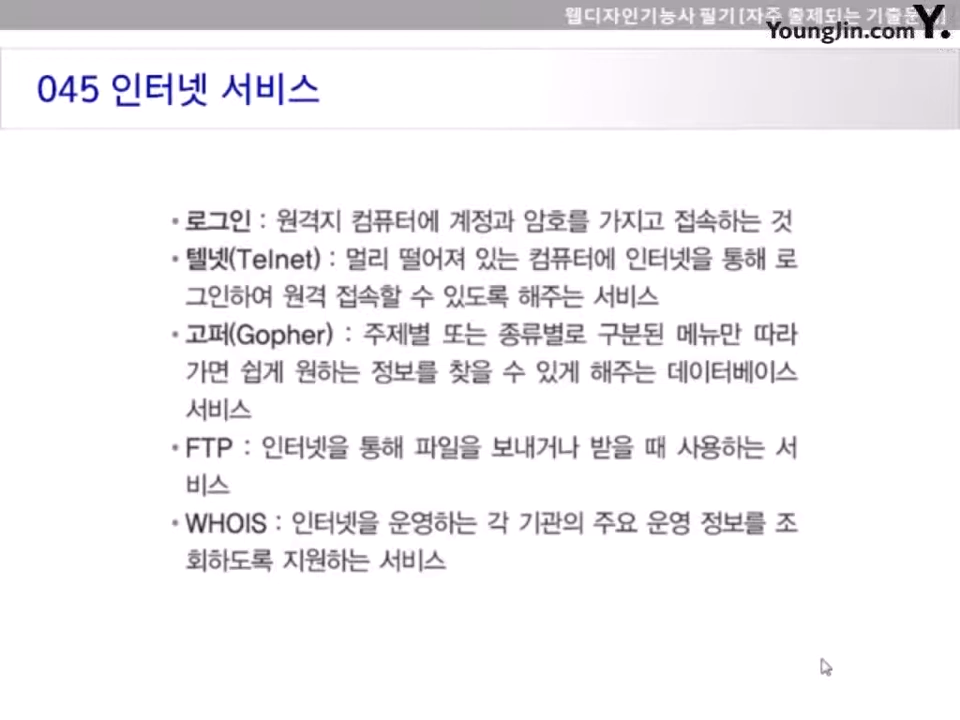 웹디자인기능사 필기[자주 출제되는 기출문제]
YoungJin.com Y.
045 인터넷 서비스
• 로그인 : 원격지 컴퓨터에 계정과 암호를 가지고 접속하는 것
• 텔넷(Telnet) : 멀리 떨어져 있는 컴퓨터에 인터넷을 통해 로
그인하여 원격 접속할 수 있도록 해주는 서비스
• 고퍼(Gopher) : 주제별 또는 종류별로 구분된 메뉴만 따라
가면 쉽게 원하는 정보를 찾을 수 있게 해주는 데이터베이스
서비스
• FTP : 인터넷을 통해 파일을 보내거나 받을 때 사용하는 서
비스
• WHOIS : 인터넷을 운영하는 각 기관의 주요 운영 정보를 조
회하도록 지원하는 서비스